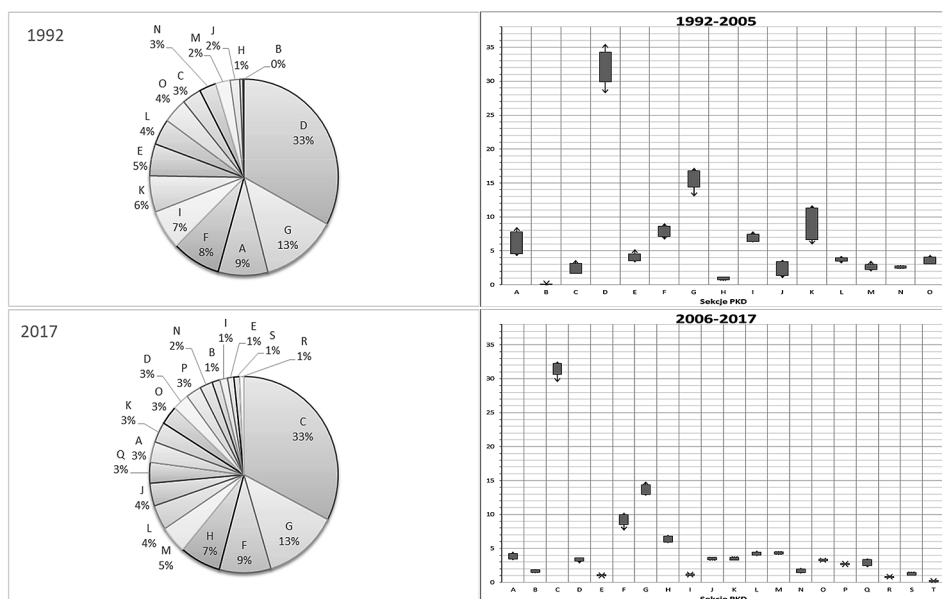 1992
N
3%
M
2%
J
2%
H
1%
B
0%
O
4%
C
3%
L
4%
E
5%
K
6%
I
7%
F
8%
A
9%
G
13%
D
33%
1992-2005
35
30
25
20
15
10
5
0
A B C D E F G H I J K L M N O
Sekcje PKD
2017
N
2%
B
1%
I
1%
E
1%
S
1%
R
1%
D
3%
P
3%
O
3%
K
3%
A
3%
Q
3%
J
4%
L
4%
M
5%
H
7%
F
9%
G
13%
C
33%
2006-2017
35
30
25
20
15
10
5
0
A B C D E F G H I J K L M N O P Q R S T
Sekcje PKD